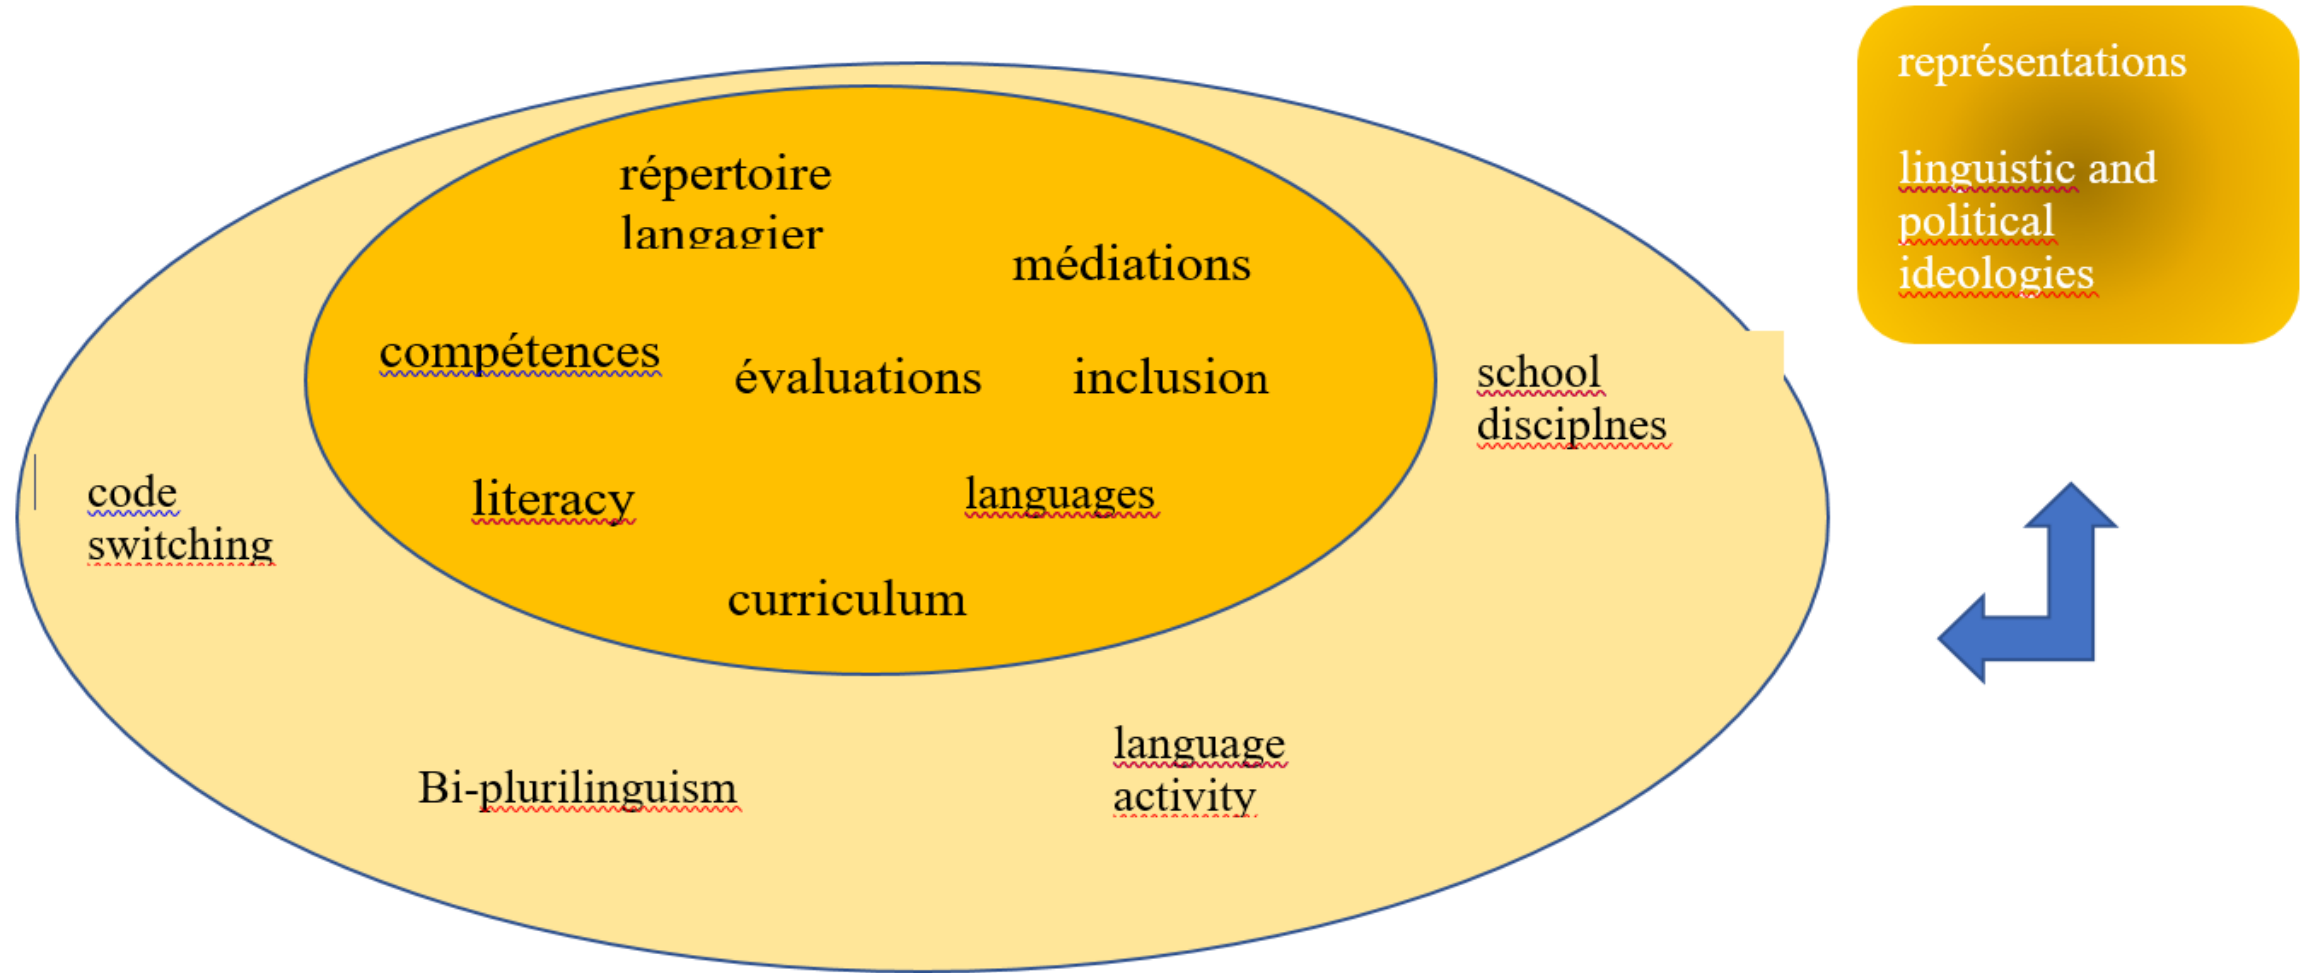 représentations
linguistic and
political
ideologies
répertoire
langagier
médiations
compétences
évaluations
inclusion
school
disciplnes
code
switching
literacy
languages
curriculum
Bi-plurilinguism
language
activity